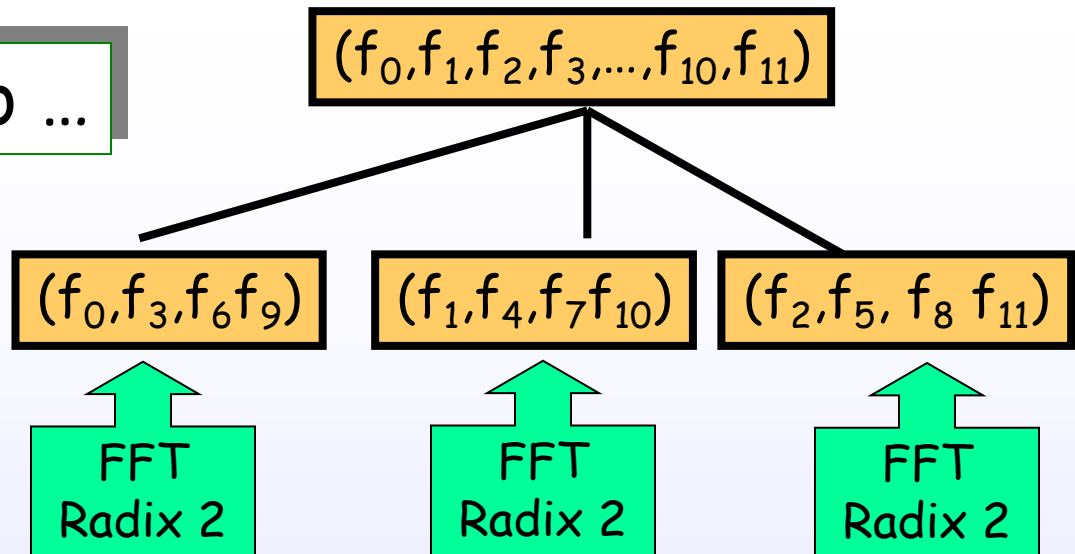 ...
(f₀,f₁,f₂,f₃,...,f₁₀,f₁₁)
(f₀,f₃,f₆f₉)
(f₁,f₄,f₇f₁₀)
(f₂,f₅, f₈ f₁₁)
FFT
Radix 2
FFT
Radix 2
FFT
Radix 2